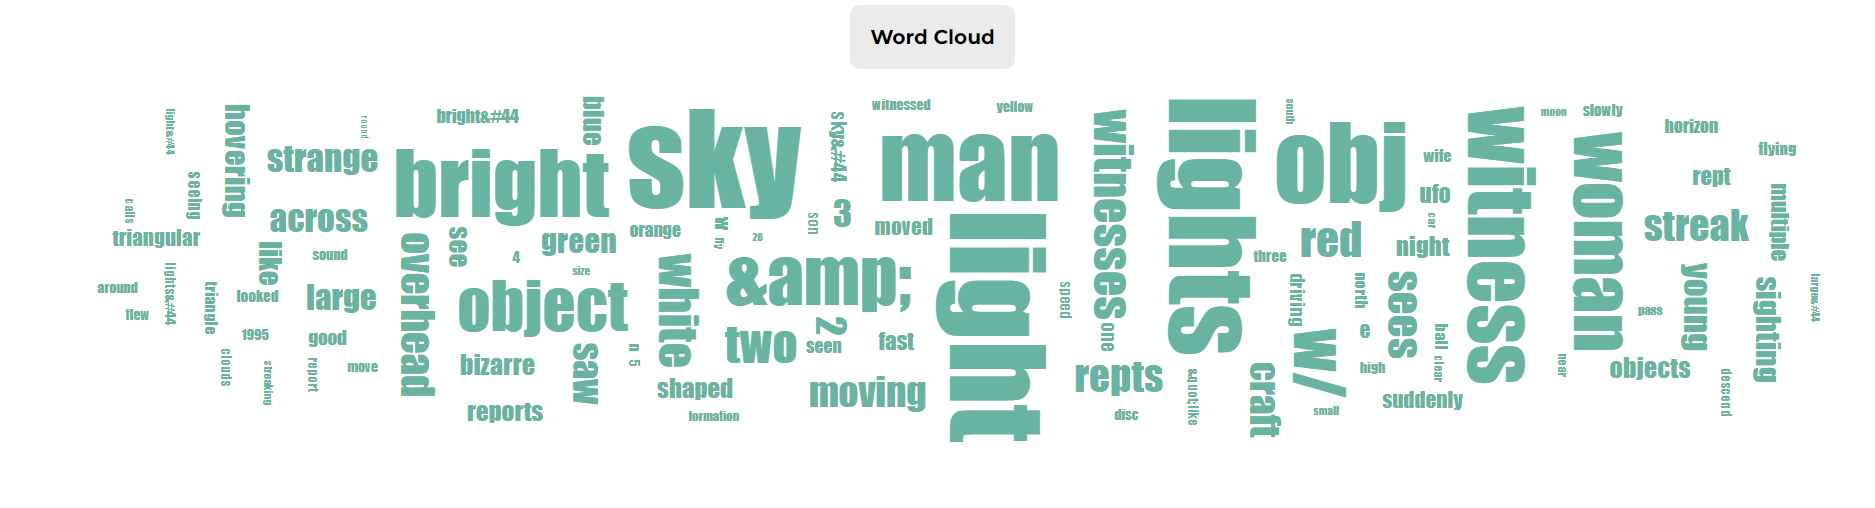 Word Cloud
light&#44
hovering
round
strange
bright&#44
blue
sky
sky&#44
witnessed
yellow
man
witnesses
lights
south
obj
wife
witness
moon
slowly
woman
horizon
flying
seeing
calls
triangular
across
bright
see
green
orange
w
fly
20
son
3
moved
ufo
car
rept
streak
multiple
like
sound
overhead
4
size
object
white
&amp;
light
speed
three
red
night
sees
young
sighting
large&#44
around
flew
lights&#44
triangle
looked
large
1995
good
two
2
seen
fast
one
driving
north
e
ball
pass
clouds
streaking
report
move
bizarre
saw
n
5
shaped
moving
repts
&quot;like
craft
w/
high
clear
near
objects
descend
reports
formation
disc
small
suddenly